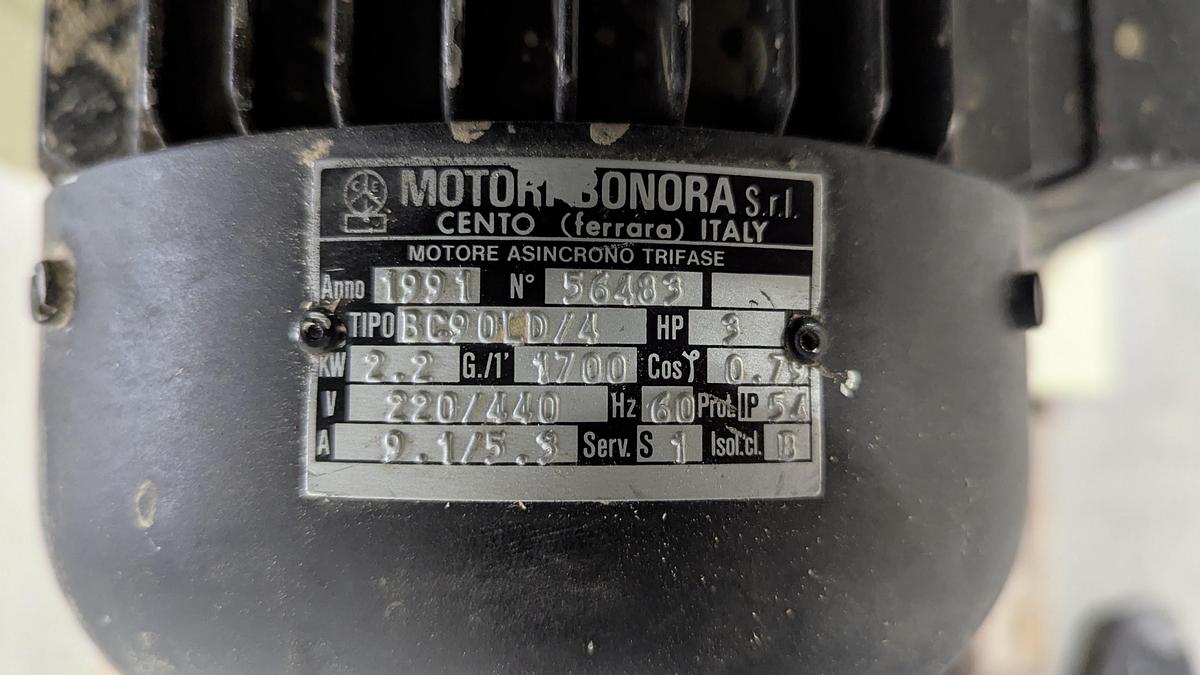 MOTORI BONORA S.r.l.
CENTO (ferrara) ITALY
MOTORE ASINCRONO TRIFASE
Anno 1991 N° 56483
TIPO BC90LD/4 HP 3
KW 2.2 G./1' 1700 Cosφ 0.79
V 220/440 Hz 60 Prot. IP 54
A 9.1/5.3 Serv. S 1 Isol.cl. B